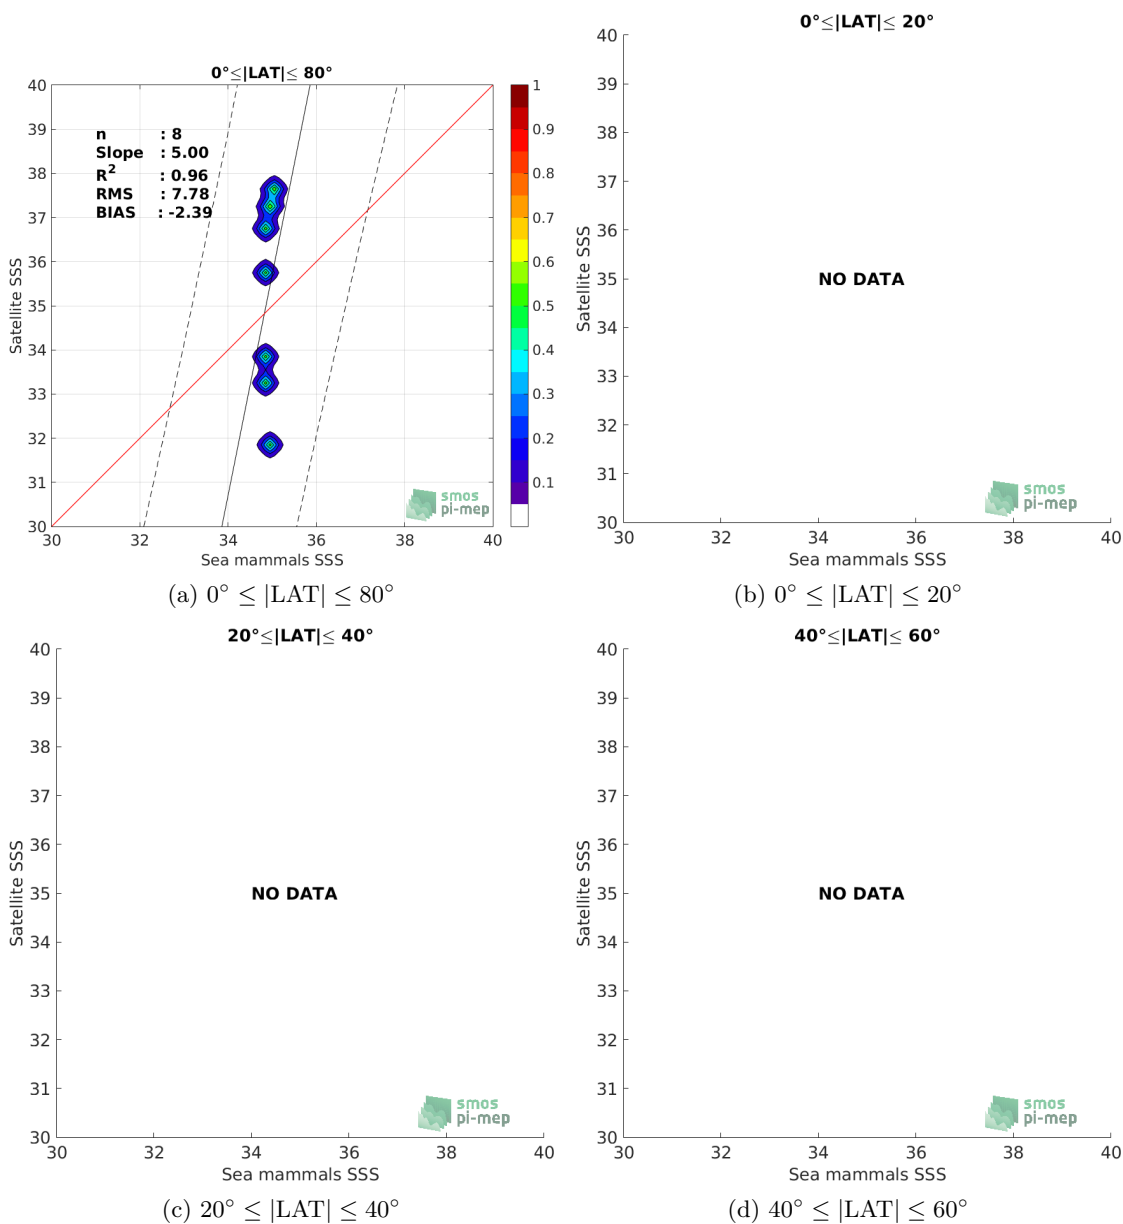 0°≤|LAT|≤ 80°
40
39
38
37
36
35
34
33
32
31
30
Satellite SSS
n : 8
Slope : 5.00
R² : 0.96
RMS : 7.78
BIAS : -2.39
smos
pi-mep
30 32 34 36 38 40
Sea mammals SSS
1
0.9
0.8
0.7
0.6
0.5
0.4
0.3
0.2
0.1
(a) 0° ≤ |LAT| ≤ 80°
0°≤|LAT|≤ 20°
40
39
38
37
36
35
34
33
32
31
30
Satellite SSS
NO DATA
smos
pi-mep
30 32 34 36 38 40
Sea mammals SSS
(b) 0° ≤ |LAT| ≤ 20°
20°≤|LAT|≤ 40°
40
39
38
37
36
35
34
33
32
31
30
Satellite SSS
NO DATA
smos
pi-mep
30 32 34 36 38 40
Sea mammals SSS
(c) 20° ≤ |LAT| ≤ 40°
40°≤|LAT|≤ 60°
40
39
38
37
36
35
34
33
32
31
30
Satellite SSS
NO DATA
smos
pi-mep
30 32 34 36 38 40
Sea mammals SSS
(d) 40° ≤ |LAT| ≤ 60°